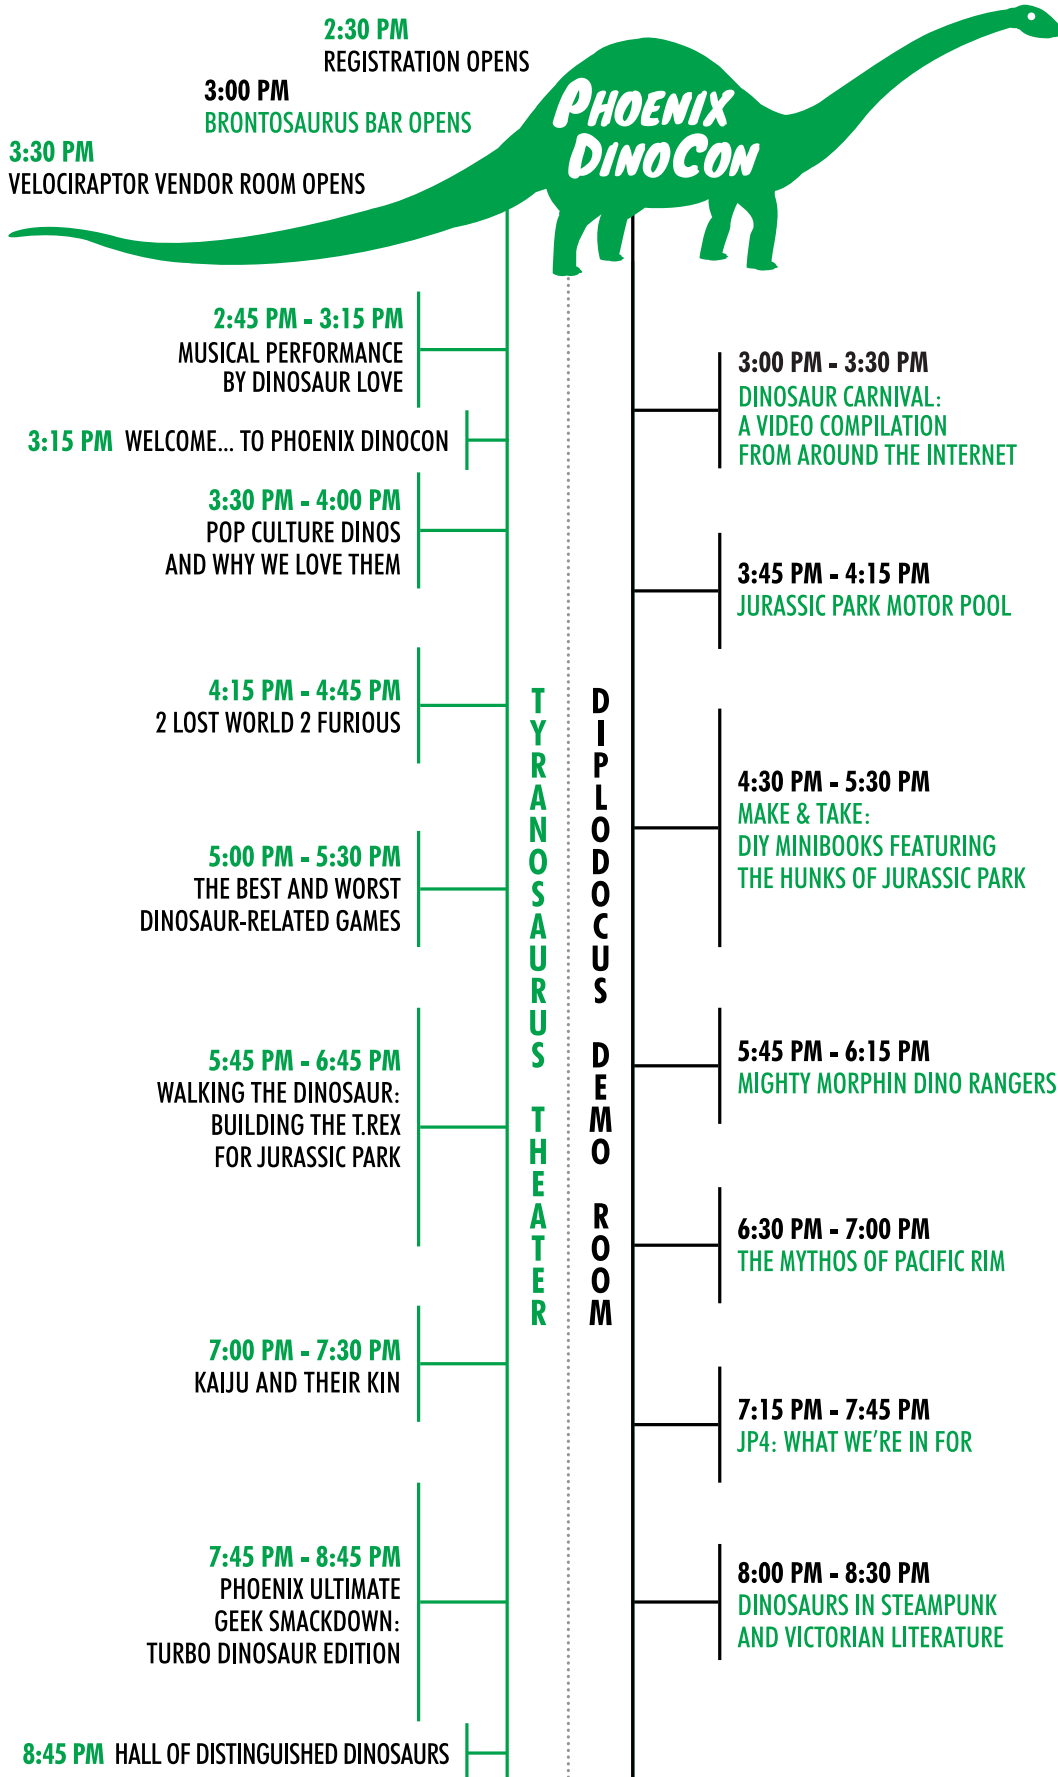 2:30 PM
REGISTRATION OPENS
3:00 PM
BRONTOSAURUS BAR OPENS
3:30 PM
VELOCIRAPTOR VENDOR ROOM OPENS
PHOENIX
DINOCON
2:45 PM - 3:15 PM
MUSICAL PERFORMANCE
BY DINOSAUR LOVE
3:15 PM WELCOME... TO PHOENIX DINOCON
3:30 PM - 4:00 PM
POP CULTURE DINOS
AND WHY WE LOVE THEM
4:15 PM - 4:45 PM
2 LOST WORLD 2 FURIOUS
5:00 PM - 5:30 PM
THE BEST AND WORST
DINOSAUR-RELATED GAMES
5:45 PM - 6:45 PM
WALKING THE DINOSAUR:
BUILDING THE T.REX
FOR JURASSIC PARK
7:00 PM - 7:30 PM
KAIJU AND THEIR KIN
7:45 PM - 8:45 PM
PHOENIX ULTIMATE
GEEK SMACKDOWN:
TURBO DINOSAUR EDITION
8:45 PM HALL OF DISTINGUISHED DINOSAURS
TYRANOSAURUS THEATER
DIPLODOCUS DEMO ROOM
3:00 PM - 3:30 PM
DINOSAUR CARNIVAL:
A VIDEO COMPILATION
FROM AROUND THE INTERNET
3:45 PM - 4:15 PM
JURASSIC PARK MOTOR POOL
4:30 PM - 5:30 PM
MAKE & TAKE:
DIY MINIBOOKS FEATURING
THE HUNKS OF JURASSIC PARK
5:45 PM - 6:15 PM
MIGHTY MORPHIN DINO RANGERS
6:30 PM - 7:00 PM
THE MYTHOS OF PACIFIC RIM
7:15 PM - 7:45 PM
JP4: WHAT WE'RE IN FOR
8:00 PM - 8:30 PM
DINOSAURS IN STEAMPUNK
AND VICTORIAN LITERATURE